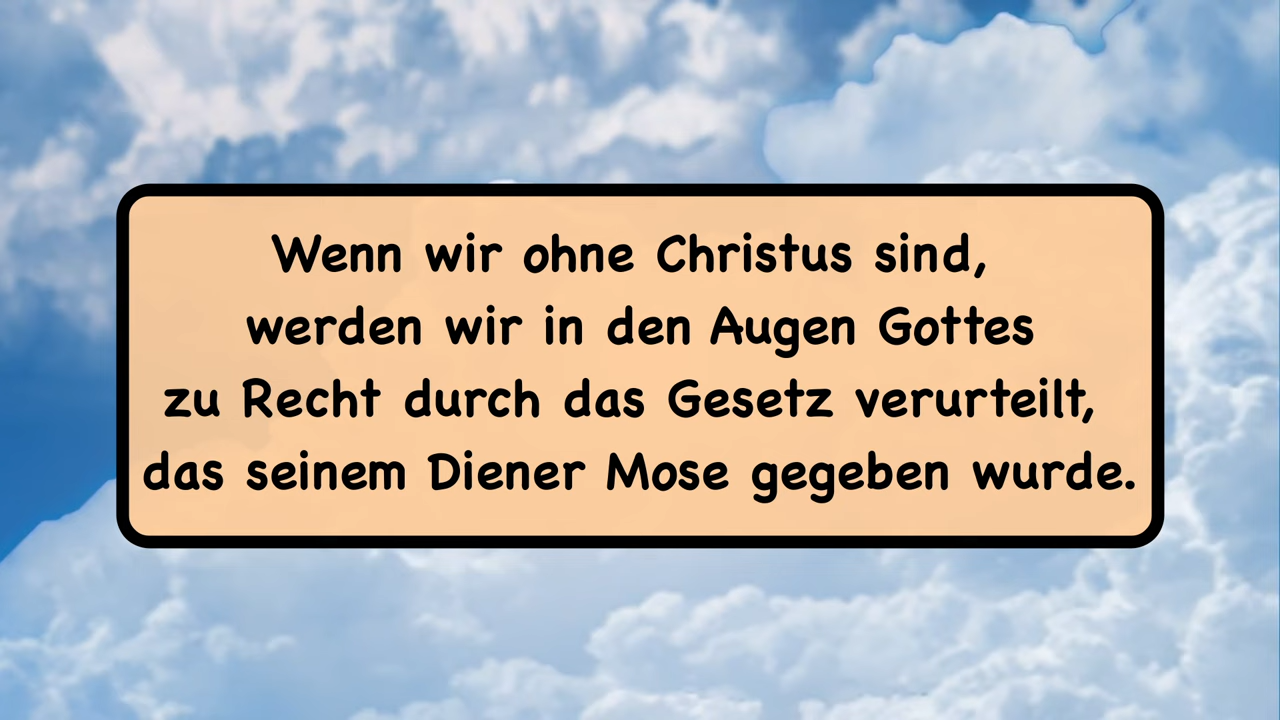 Wenn wir ohne Christus sind,
werden wir in den Augen Gottes
zu Recht durch das Gesetz verurteilt,
das seinem Diener Mose gegeben wurde.